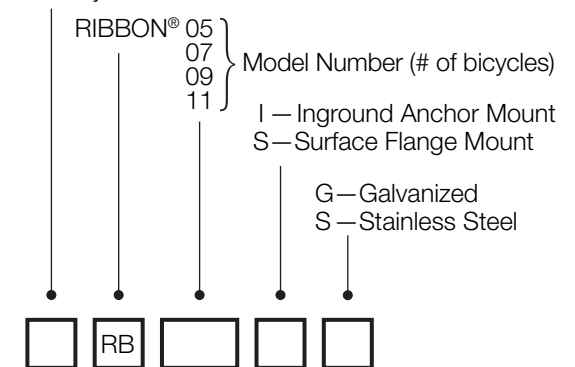 RIBBON® 05
07
09
11
Model Number (# of bicycles)
I — Inground Anchor Mount
S—Surface Flange Mount
G—Galvanized
S —Stainless Steel
RB